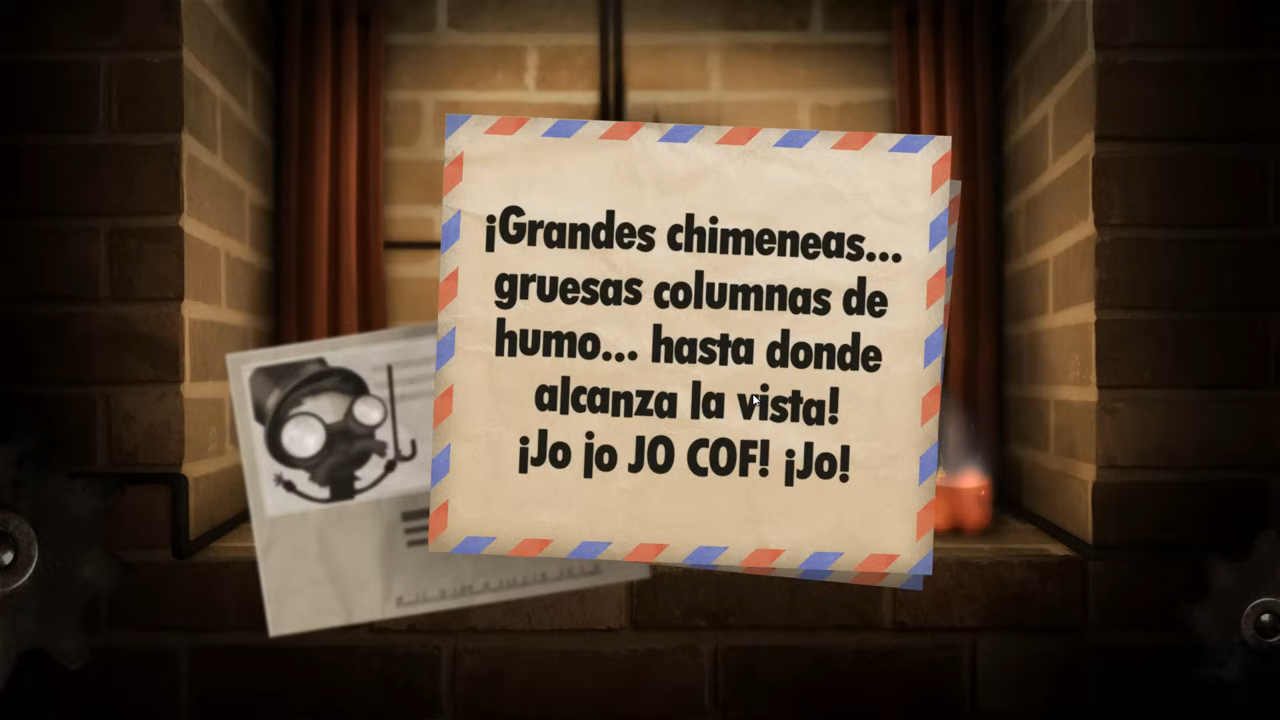 ¡Grandes chimeneas...
gruesas columnas de
humo... hasta donde
alcanza la vista!
¡Jo jo JO COF! ¡Jo!